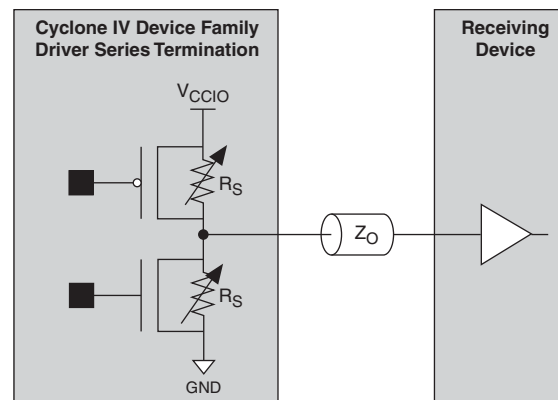 Cyclone IV Device Family
Driver Series Termination
Receiving
Device
VCCIO
RS
ZO
RS
GND